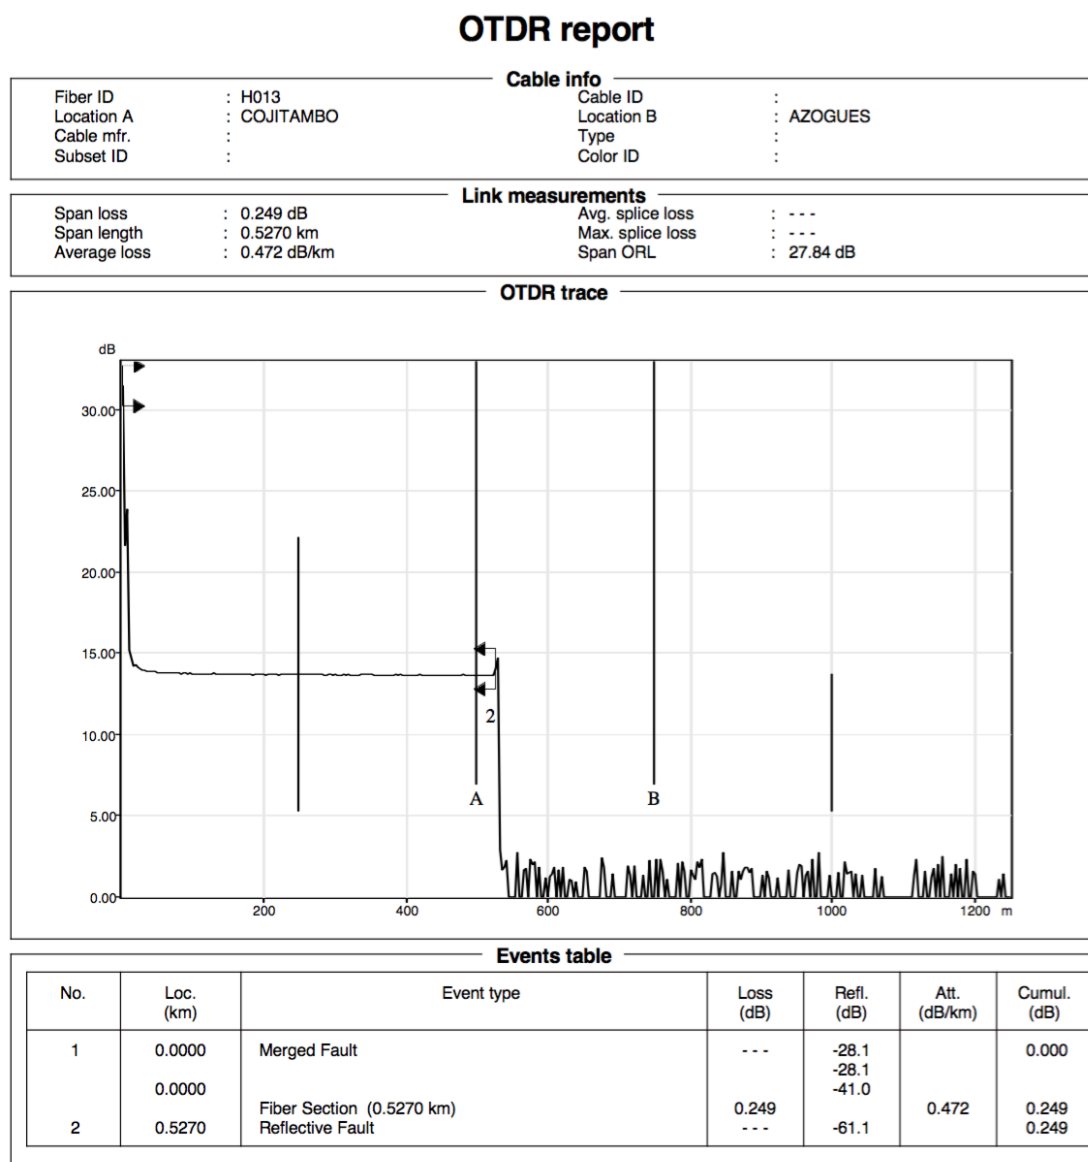 OTDR report
Cable info
Fiber ID : H013 Cable ID :
Location A : COJITAMBO Location B : AZOGUES
Cable mfr. : Type :
Subset ID : Color ID :
Link measurements
Span loss : 0.249 dB Avg. splice loss : - - -
Span length : 0.5270 km Max. splice loss : - - -
Average loss : 0.472 dB/km Span ORL : 27.84 dB
OTDR trace
dB
30.00
25.00
20.00
15.00
2
10.00
A B
5.00
0.00
200 400 600 800 1000 1200 m
Events table
No. Loc. Event type Loss Refl. Att. Cumul.
(km) (dB) (dB) (dB/km) (dB)
1 0.0000 Merged Fault - - - -28.1 0.000
-28.1
0.0000 -41.0
Fiber Section (0.5270 km) 0.249 0.472 0.249
2 0.5270 Reflective Fault - - - -61.1 0.249